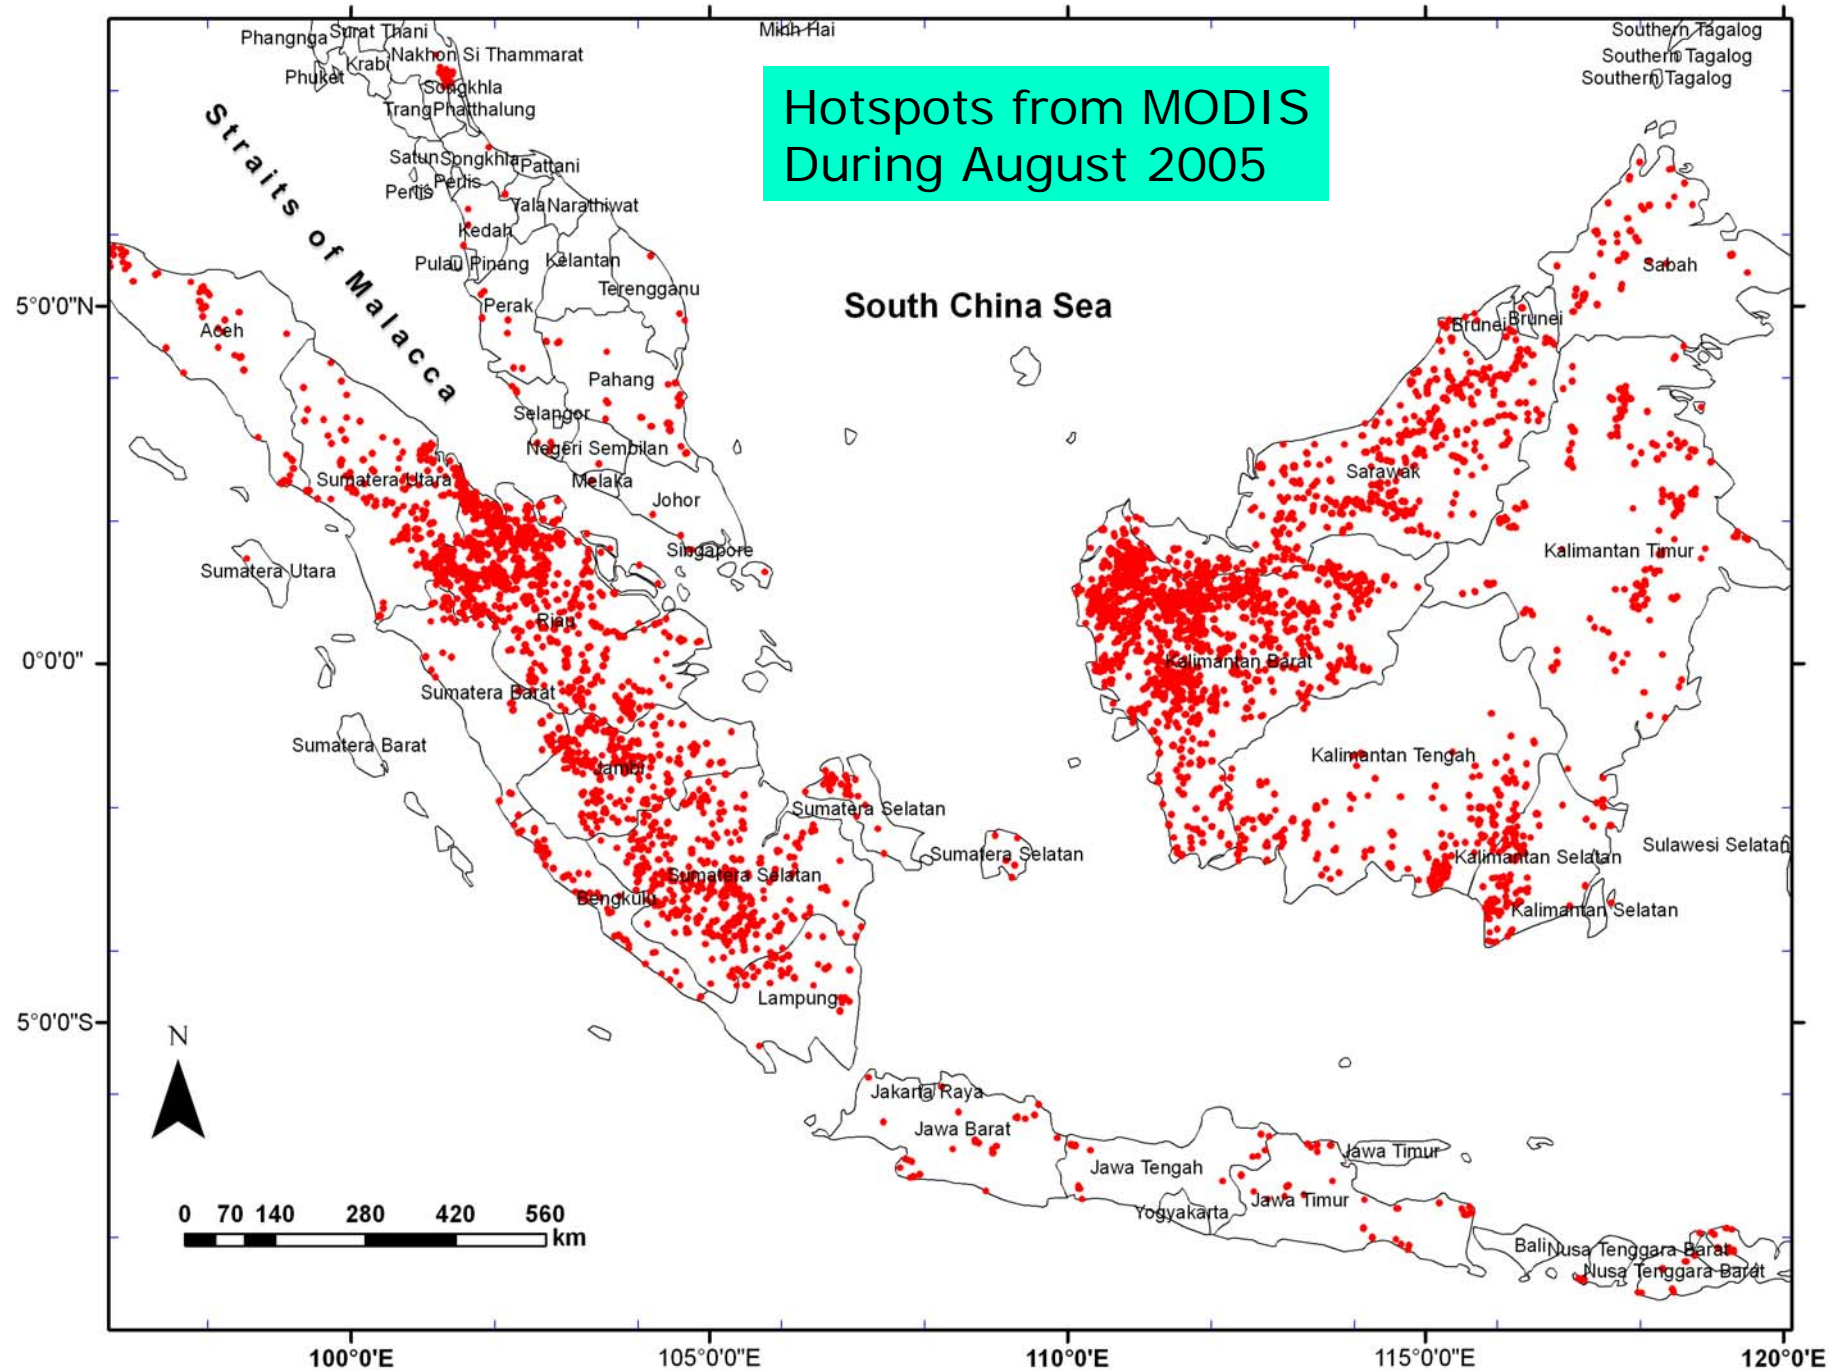 Phangnga
Surat Thani
Minh Hai
Southern Tagalog
Nakhon Si Thammarat
Krabi
Southern Tagalog
Phuket
Southern Tagalog
Songkhla
Trang
Phatthalung
Hotspots from MODIS
During August 2005
Straits of Malacca
Satun
Songkhla
Pattani
Perlis
Perlis
Yala
Narathiwat
Kedah
Pulau Pinang
Kelantan
Sabah
Terengganu
5°0'0"N
Perak
South China Sea
Brunei
Brunei
Aceh
Pahang
Selangor
Negeri Sembilan
Sumatera Utara
Melaka
Sarawak
Johor
Singapore
Kalimantan Timur
Sumatera Utara
Riau
0°0'0"
Kalimantan Barat
Sumatera Barat
Sumatera Barat
Kalimantan Tengah
Jambi
Sumatera Selatan
Sumatera Selatan
Kalimantan Selatan
Sulawesi Selatan
Sumatera Selatan
Bengkulu
Kalimantan Selatan
Lampung
5°0'0"S
N
Jakarta Raya
Jawa Barat
Jawa Timur
Jawa Tengah
Jawa Timur
Yogyakarta
0 70 140 280 420 560
km
Bali
Nusa Tenggara Barat
Nusa Tenggara Barat
100°0'0"E
105°0'0"E
110°0'0"E
115°0'0"E
120°0'0"E